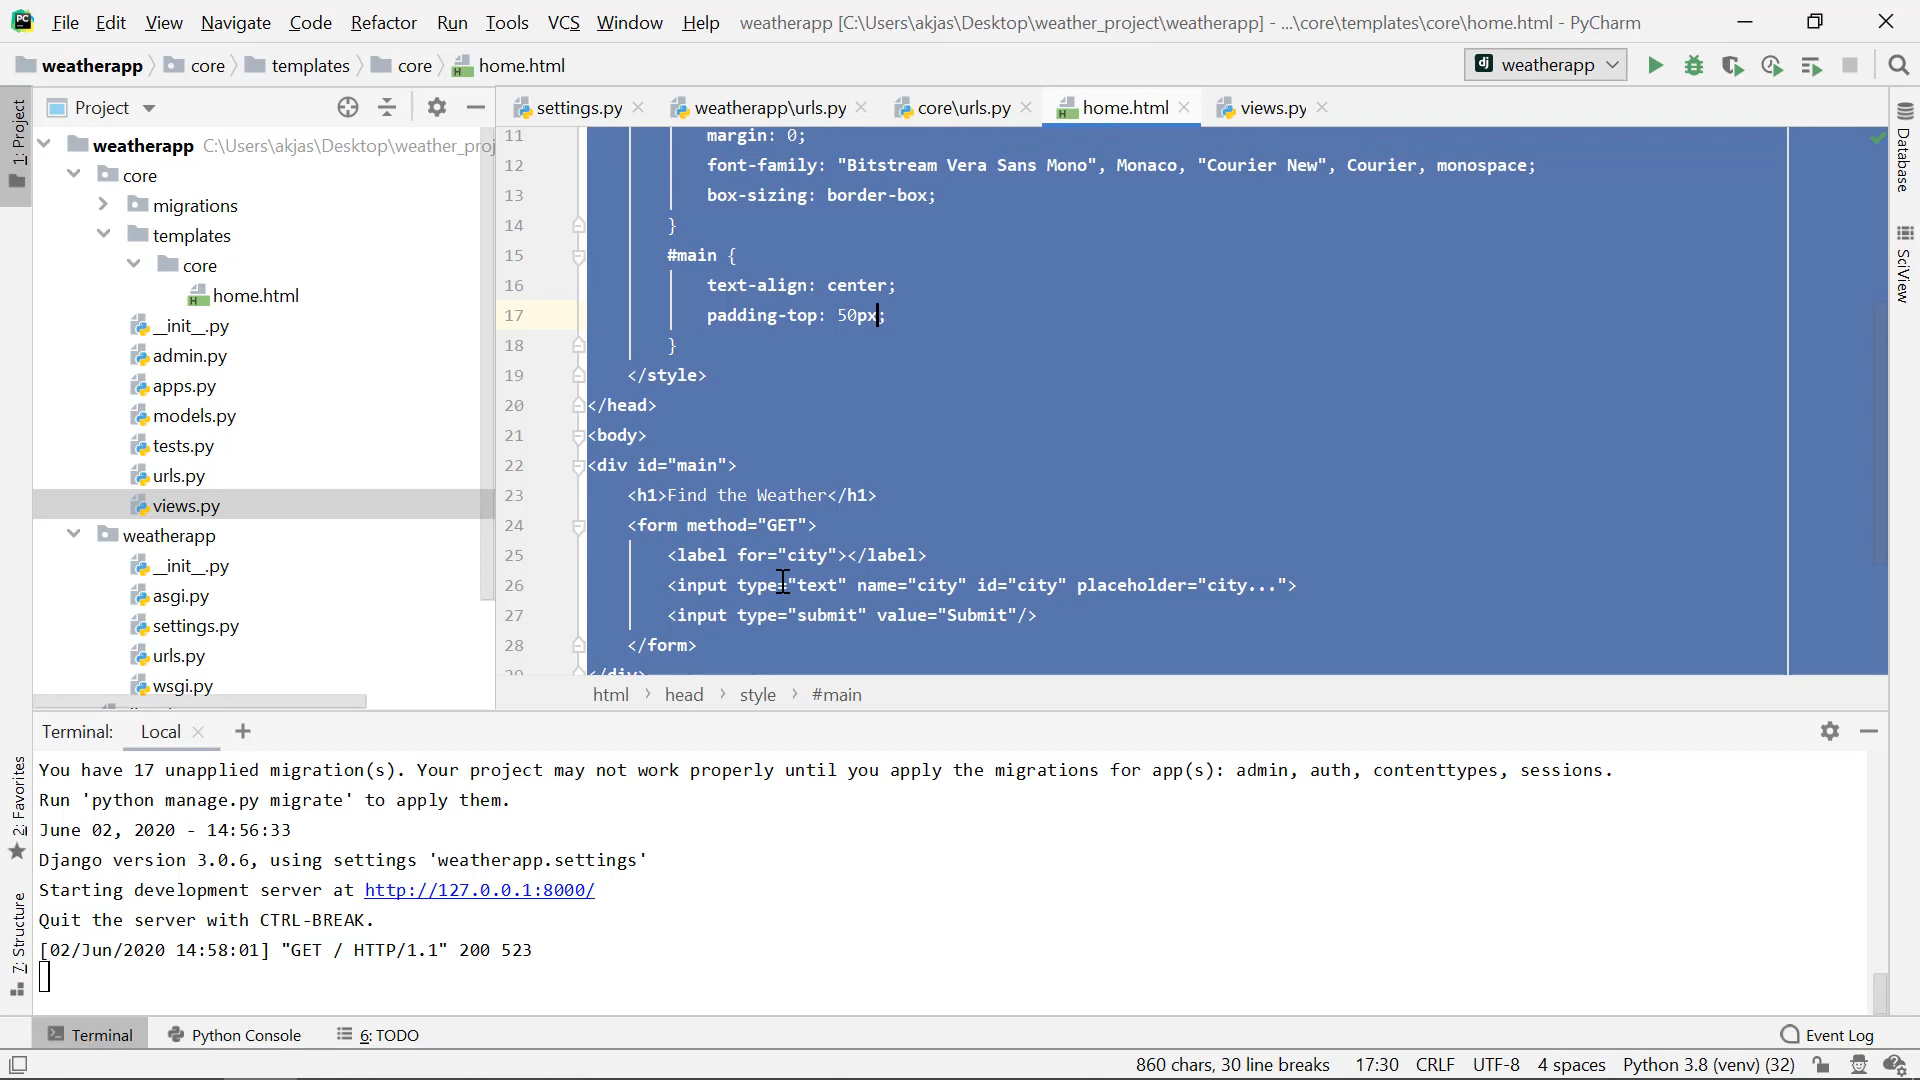 File Edit View Navigate Code Refactor Run Tools VCS Window Help weatherapp [C:\Users\akjas\Desktop\weather_project\weatherapp] - ...\core\templates\core\home.html - PyCharm
weatherapp core templates core home.html
dj weatherapp
1: Project
Project
settings.py weatherapp\urls.py core\urls.py home.html views.py
Database
SciView
weatherapp C:\Users\akjas\Desktop\weather_proj
core
migrations
templates
core
home.html
__init__.py
admin.py
apps.py
models.py
tests.py
urls.py
views.py
weatherapp
__init__.py
asgi.py
settings.py
urls.py
wsgi.py
11 margin: 0;
12 font-family: "Bitstream Vera Sans Mono", Monaco, "Courier New", Courier, monospace;
13 box-sizing: border-box;
14 }
15 #main {
16 text-align: center;
17 padding-top: 50px;
18 }
19 </style>
20 </head>
21 <body>
22 <div id="main">
23 <h1>Find the Weather</h1>
24 <form method="GET">
25 <label for="city"></label>
26 <input type="text" name="city" id="city" placeholder="city...">
27 <input type="submit" value="Submit"/>
28 </form>
29 </div>
html head style #main
Terminal: Local
2: Favorites
7: Structure
You have 17 unapplied migration(s). Your project may not work properly until you apply the migrations for app(s): admin, auth, contenttypes, sessions.
Run 'python manage.py migrate' to apply them.
June 02, 2020 - 14:56:33
Django version 3.0.6, using settings 'weatherapp.settings'
Starting development server at http://127.0.0.1:8000/
Quit the server with CTRL-BREAK.
[02/Jun/2020 14:58:01] "GET / HTTP/1.1" 200 523
Terminal Python Console 6: TODO Event Log
860 chars, 30 line breaks 17:30 CRLF UTF-8 4 spaces Python 3.8 (venv) (32)